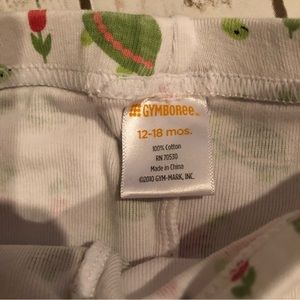 GYMBOREE
12-18 mos.
100% Cotton
RN 70530
Made in China
©2010 GYM-MARK, INC.